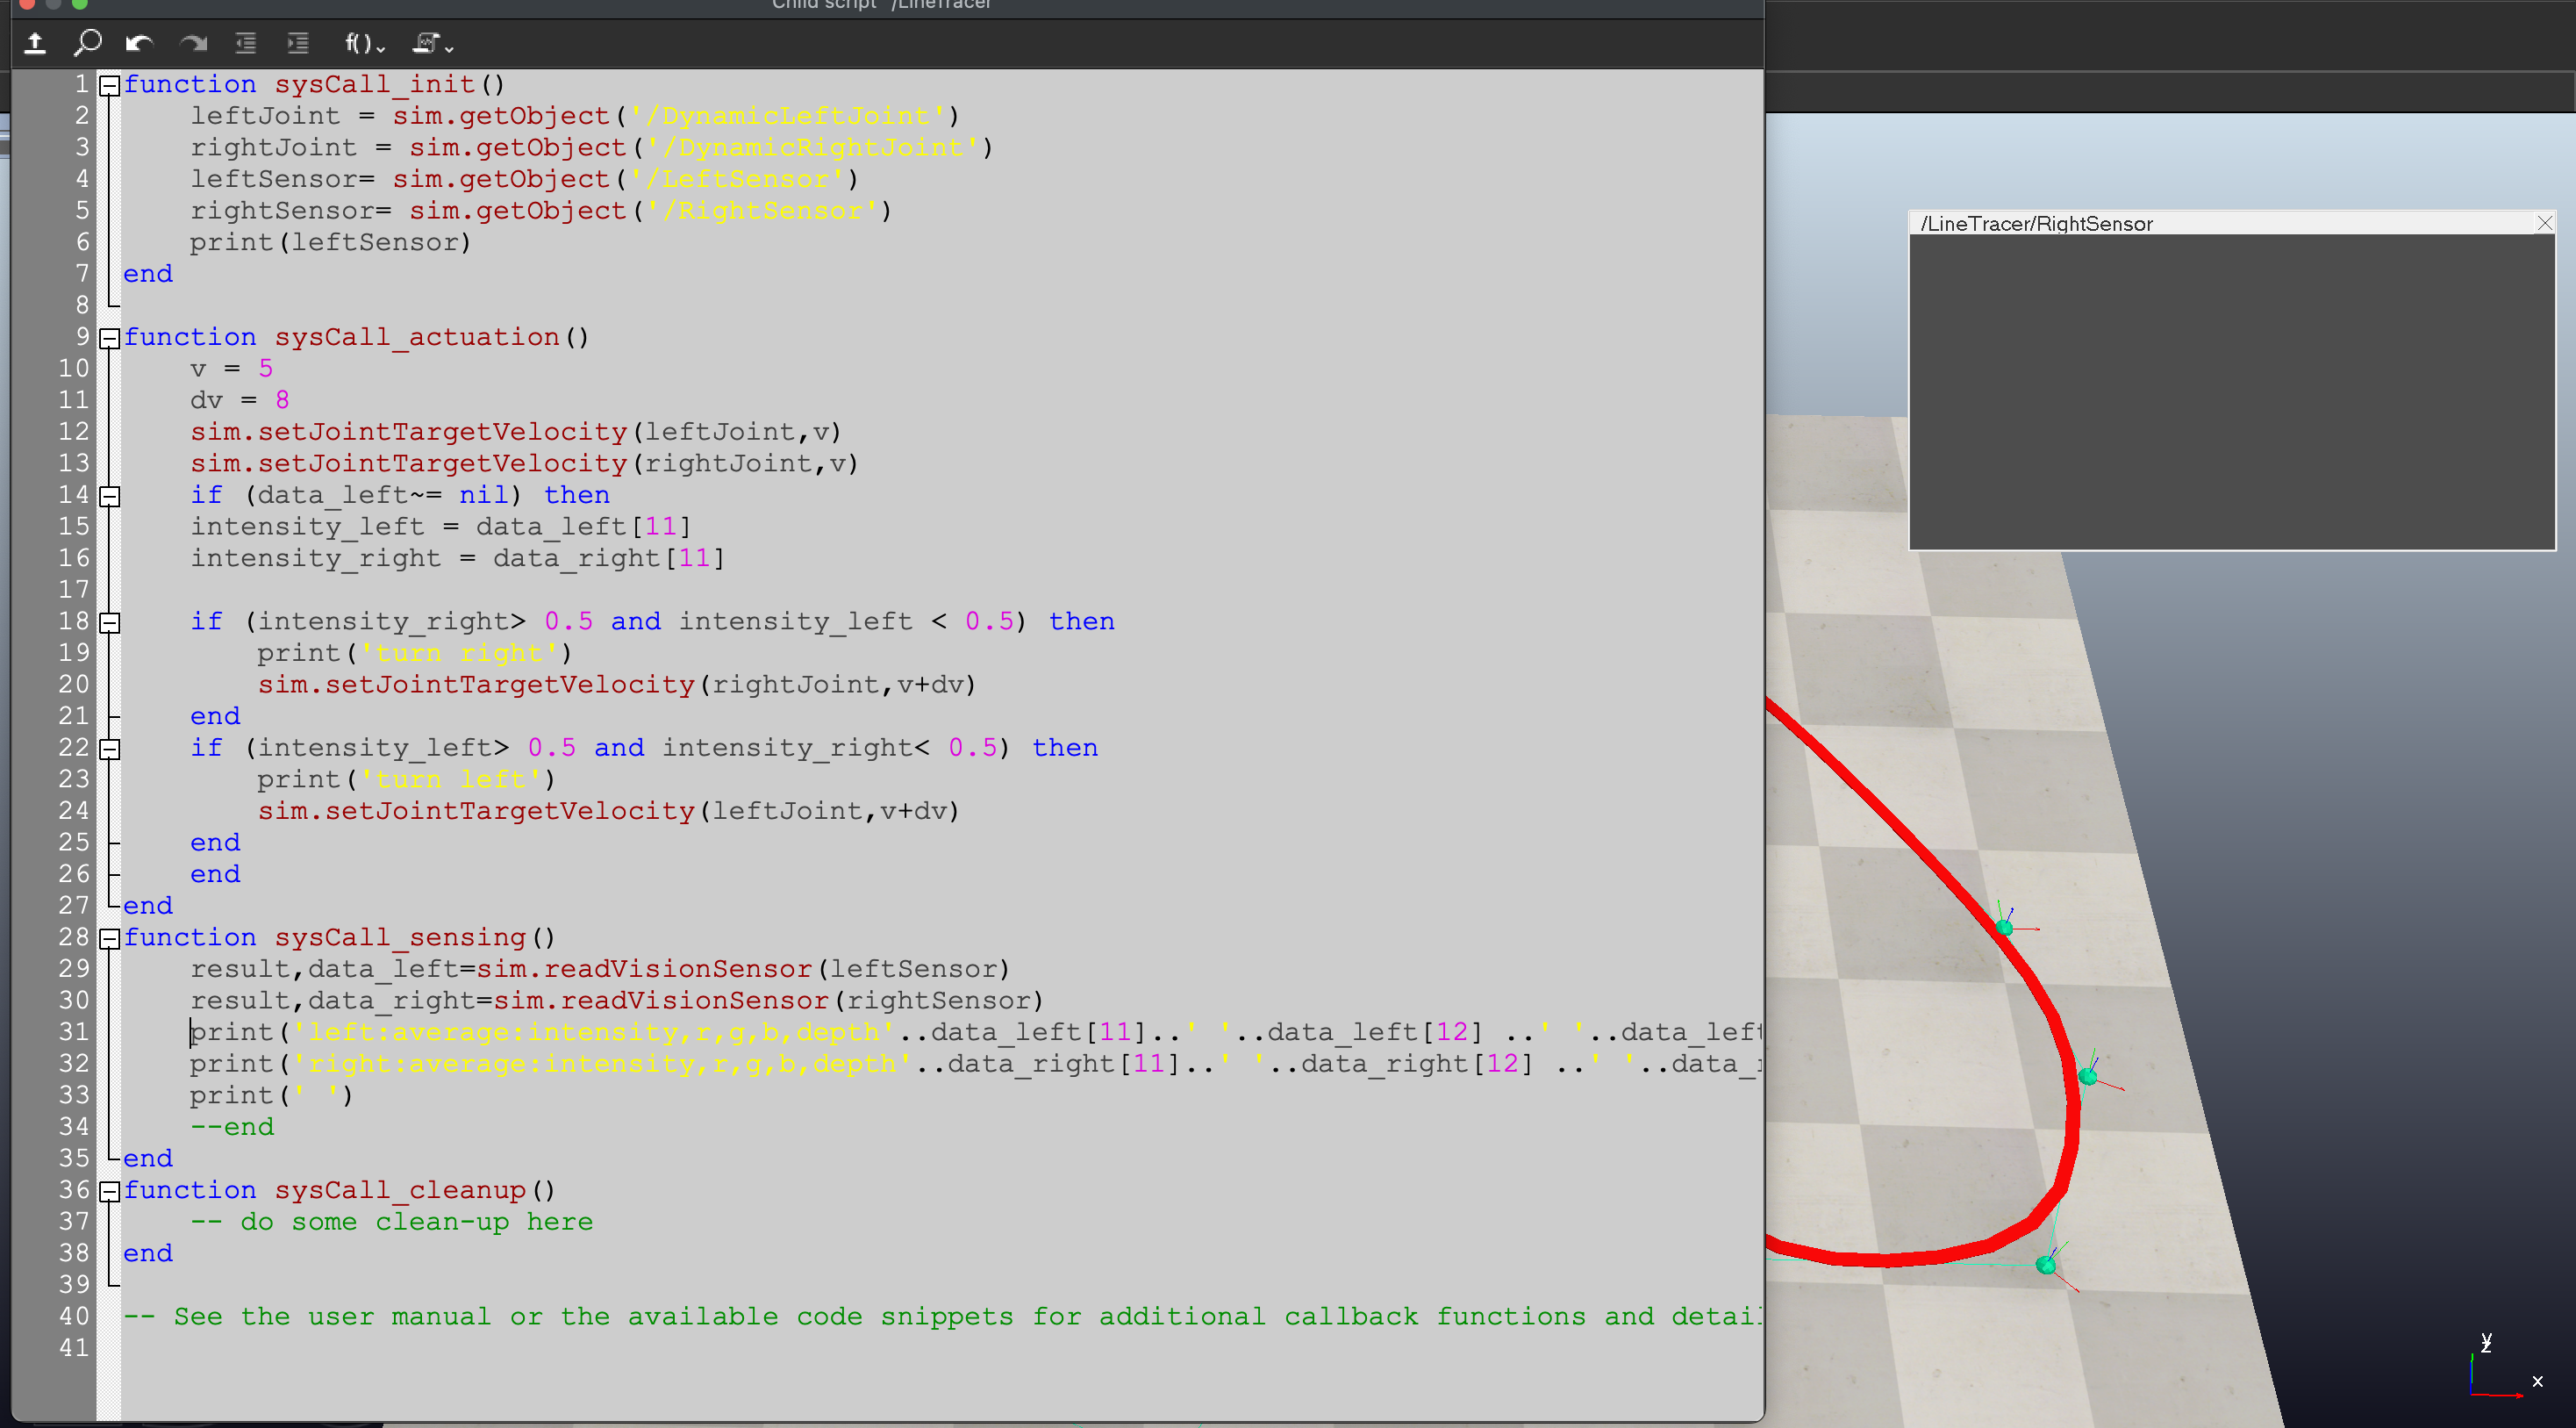 Child script "/LineTracer"
f()
1 function sysCall_init()
2 leftJoint = sim.getObject('/DynamicLeftJoint')
3 rightJoint = sim.getObject('/DynamicRightJoint')
4 leftSensor= sim.getObject('/LeftSensor')
5 rightSensor= sim.getObject('/RightSensor')
6 print(leftSensor)
7 end
8
9 function sysCall_actuation()
10 v = 5
11 dv = 8
12 sim.setJointTargetVelocity(leftJoint,v)
13 sim.setJointTargetVelocity(rightJoint,v)
14 if (data_left~= nil) then
15 intensity_left = data_left[11]
16 intensity_right = data_right[11]
17
18 if (intensity_right> 0.5 and intensity_left < 0.5) then
19 print('turn right')
20 sim.setJointTargetVelocity(rightJoint,v+dv)
21 end
22 if (intensity_left> 0.5 and intensity_right< 0.5) then
23 print('turn left')
24 sim.setJointTargetVelocity(leftJoint,v+dv)
25 end
26 end
27 end
28 function sysCall_sensing()
29 result,data_left=sim.readVisionSensor(leftSensor)
30 result,data_right=sim.readVisionSensor(rightSensor)
31 print('left:average:intensity,r,g,b,depth'..data_left[11]..' '..data_left[12] ..' '..data_left
32 print('right:average:intensity,r,g,b,depth'..data_right[11]..' '..data_right[12] ..' '..data_
33 print(' ')
34 --end
35 end
36 function sysCall_cleanup()
37 -- do some clean-up here
38 end
39
40 -- See the user manual or the available code snippets for additional callback functions and detail
41
/LineTracer/RightSensor
y
z
x